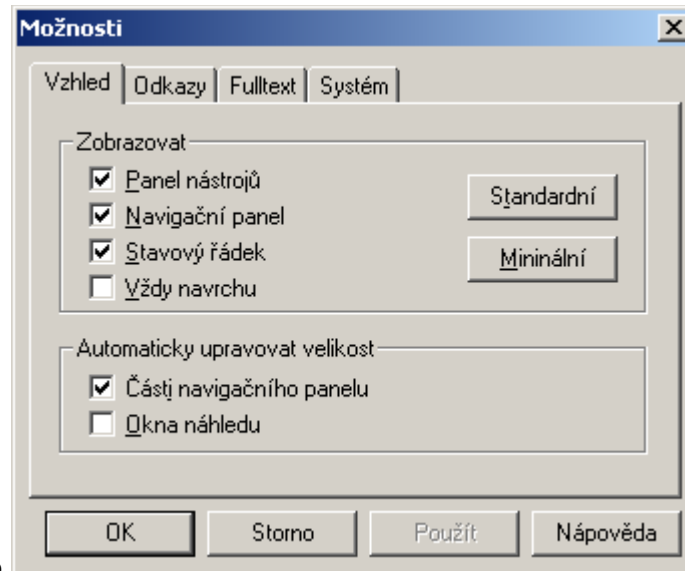 Možnosti
Vzhled Odkazy Fulltext Systém
Zobrazovat
Panel nástrojů
Standardní
Navigační panel
Stavový řádek
Mininální
Vždy navrchu
Automaticky upravovat velikost
Části navigačního panelu
Okna náhledu
OK Storno Použít Nápověda